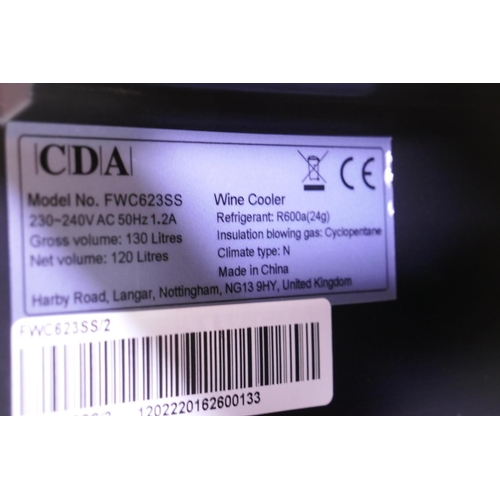 CDA
Model No. FWC623SS
230~240V AC 50Hz 1.2A
Gross volume: 130 Litres
Net volume: 120 Litres
Wine Cooler
Refrigerant: R600a(24g)
Insulation blowing gas: Cyclopentane
Climate type: N
Made in China
CE
Harby Road, Langar, Nottingham, NG13 9HY, United Kingdom
FWC623SS/2
1202220162600133